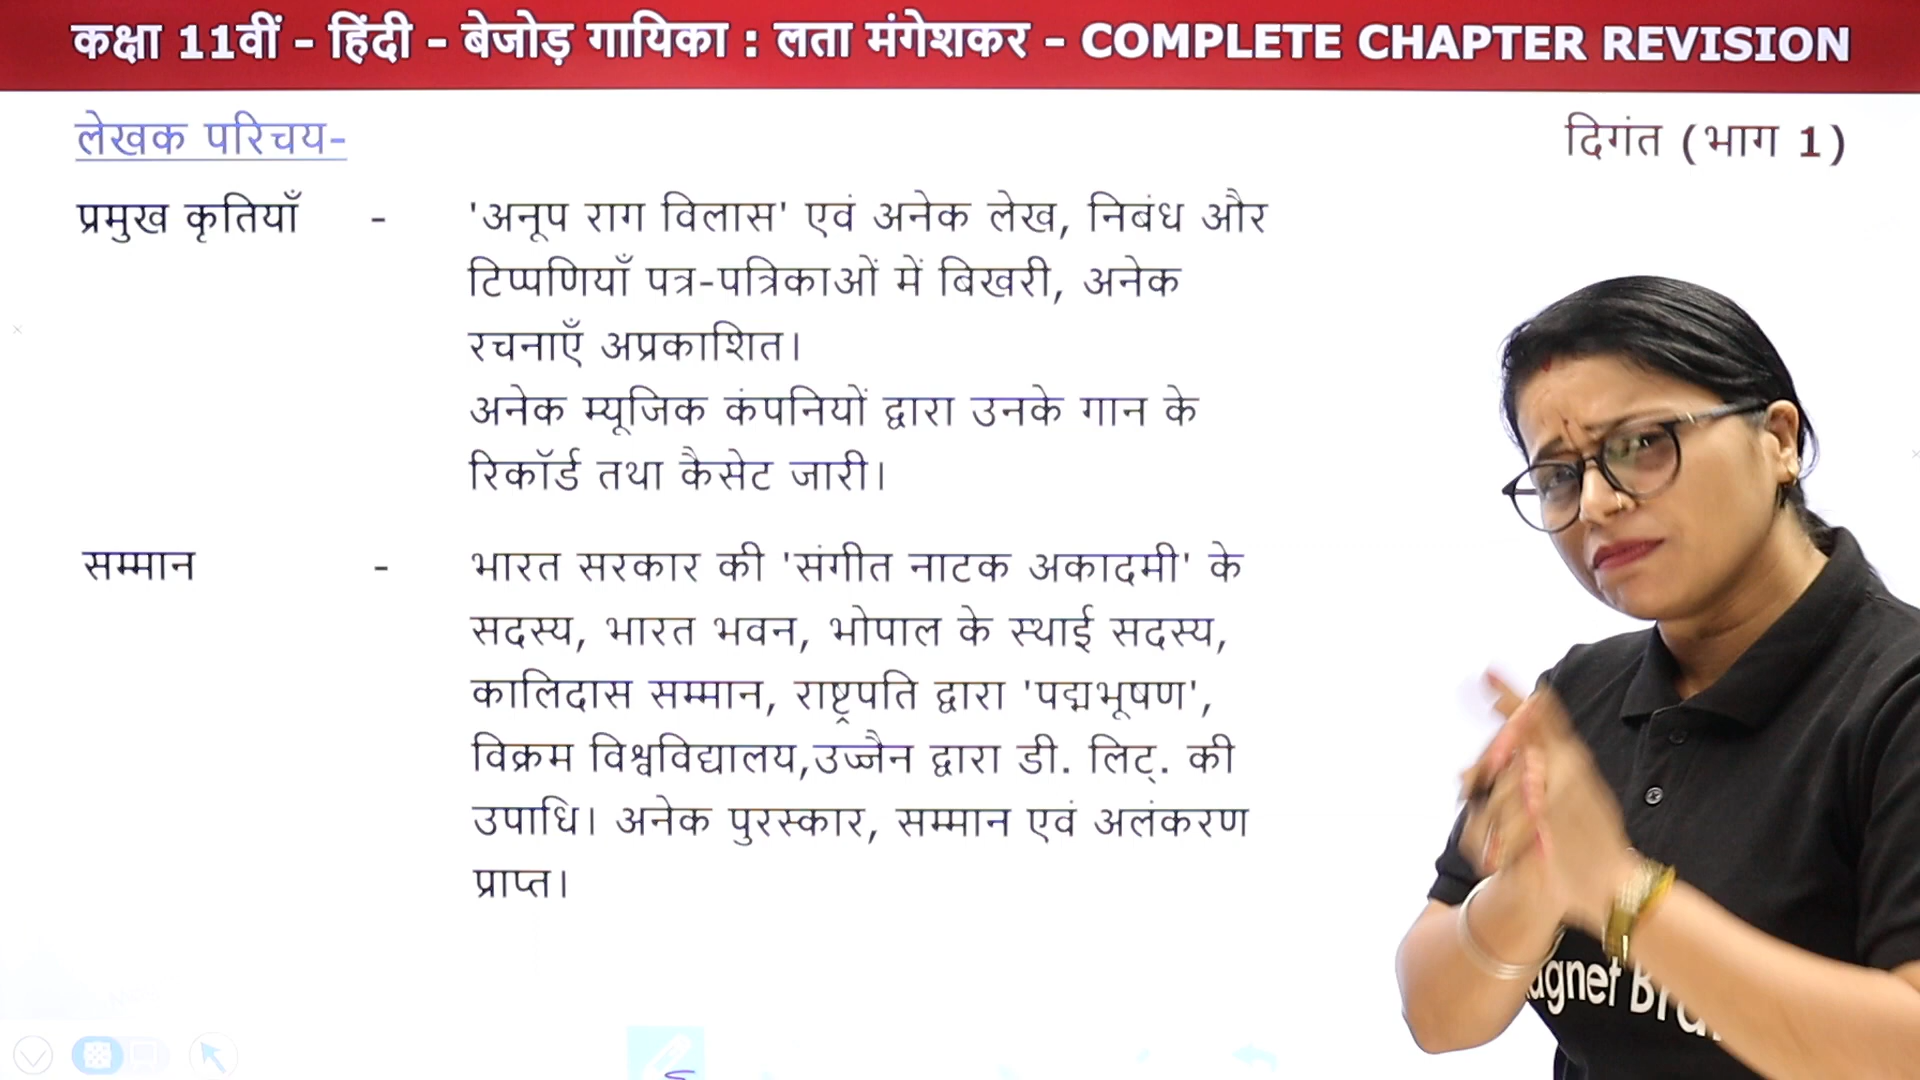 कक्षा 11वीं - हिंदी - बेजोड़ गायिका : लता मंगेशकर - COMPLETE CHAPTER REVISION
लेखक परिचय-
दिगंत (भाग 1)
प्रमुख कृतियाँ - 'अनूप राग विलास' एवं अनेक लेख, निबंध और
टिप्पणियाँ पत्र-पत्रिकाओं में बिखरी, अनेक
रचनाएँ अप्रकाशित।
अनेक म्यूजिक कंपनियों द्वारा उनके गान के
रिकॉर्ड तथा कैसेट जारी।
सम्मान - भारत सरकार की 'संगीत नाटक अकादमी' के
सदस्य, भारत भवन, भोपाल के स्थाई सदस्य,
कालिदास सम्मान, राष्ट्रपति द्वारा 'पद्मभूषण',
विक्रम विश्वविद्यालय,उज्जैन द्वारा डी. लिट्. की
उपाधि। अनेक पुरस्कार, सम्मान एवं अलंकरण
प्राप्त।